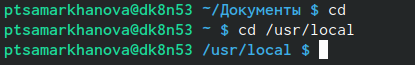 ptsamarkhanova@dk8n53 ~/Документы $ cd
ptsamarkhanova@dk8n53 ~ $ cd /usr/local
ptsamarkhanova@dk8n53 /usr/local $